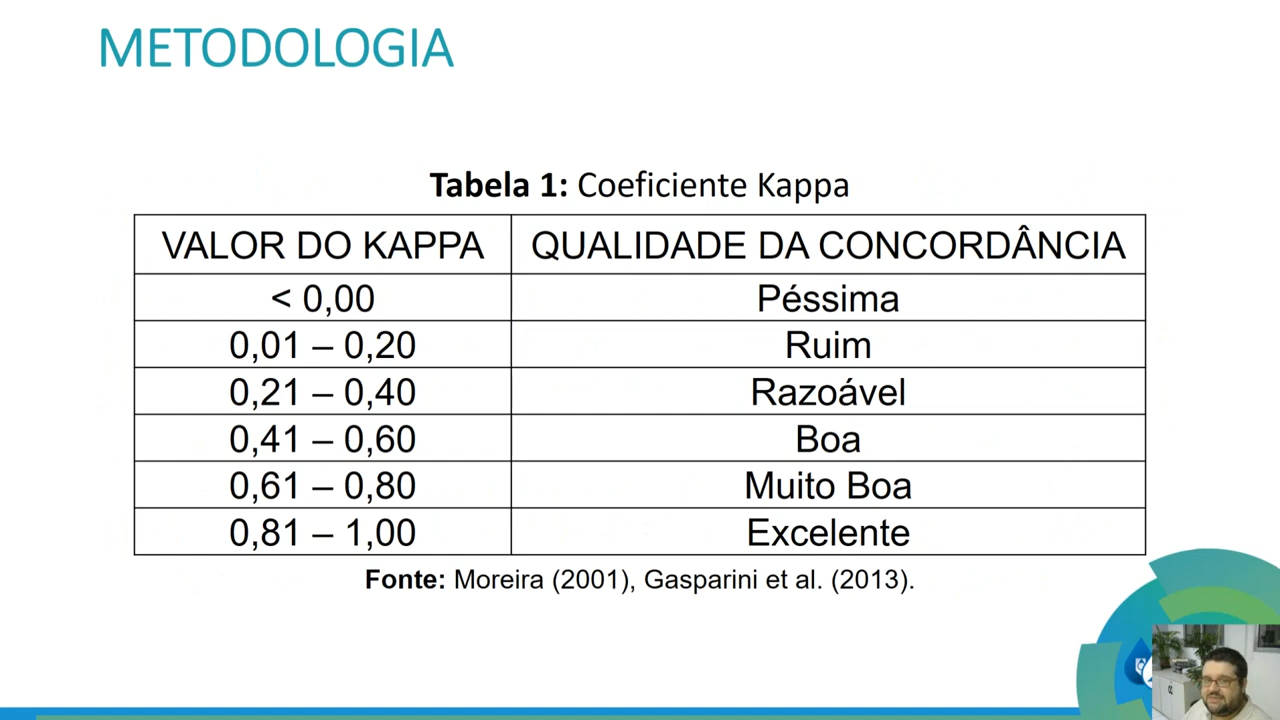 METODOLOGIA
Tabela 1: Coeficiente Kappa
VALOR DO KAPPA QUALIDADE DA CONCORDÂNCIA
< 0,00 Péssima
0,01 – 0,20 Ruim
0,21 – 0,40 Razoável
0,41 – 0,60 Boa
0,61 – 0,80 Muito Boa
0,81 – 1,00 Excelente
Fonte: Moreira (2001), Gasparini et al. (2013).